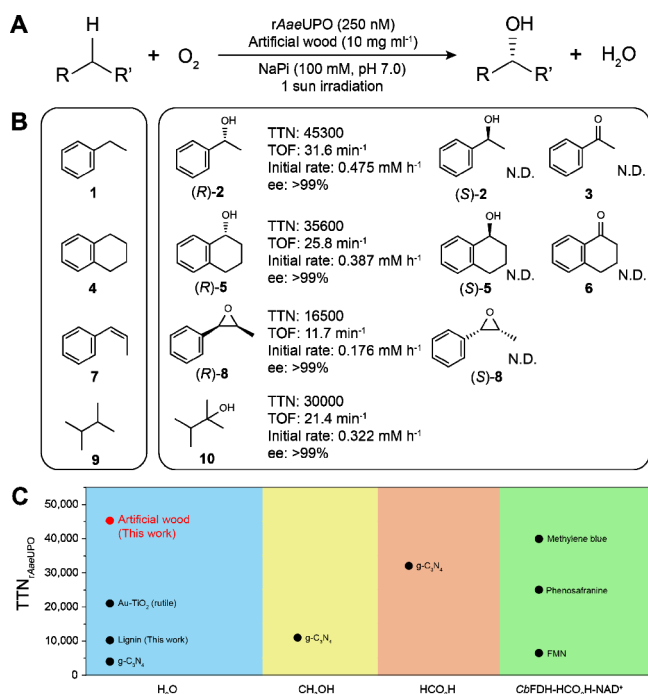 A
H
R R'
+ O₂
rAaeUPO (250 nM)
Artificial wood (10 mg ml⁻¹)
NaPi (100 mM, pH 7.0)
1 sun irradiation
OH
R R'
+ H₂O
B
1
OH
(R)-2
TTN: 45300
TOF: 31.6 min⁻¹
Initial rate: 0.475 mM h⁻¹
ee: >99%
OH
N.D.
(S)-2
O
N.D.
3
4
OH
(R)-5
TTN: 35600
TOF: 25.8 min⁻¹
Initial rate: 0.387 mM h⁻¹
ee: >99%
OH
N.D.
(S)-5
O
N.D.
6
7
O
(R)-8
TTN: 16500
TOF: 11.7 min⁻¹
Initial rate: 0.176 mM h⁻¹
ee: >99%
O
N.D.
(S)-8
9
OH
10
TTN: 30000
TOF: 21.4 min⁻¹
Initial rate: 0.322 mM h⁻¹
ee: >99%
C
TTN rAaeUPO
50,000
40,000
30,000
20,000
10,000
0
Artificial wood
(This work)
Au-TiO₂ (rutile)
Lignin (This work)
g-C₃N₄
g-C₃N₄
g-C₃N₄
Methylene blue
Phenosafranine
FMN
H₂O
CH₃OH
HCO₂H
CbFDH-HCO₂H-NAD⁺